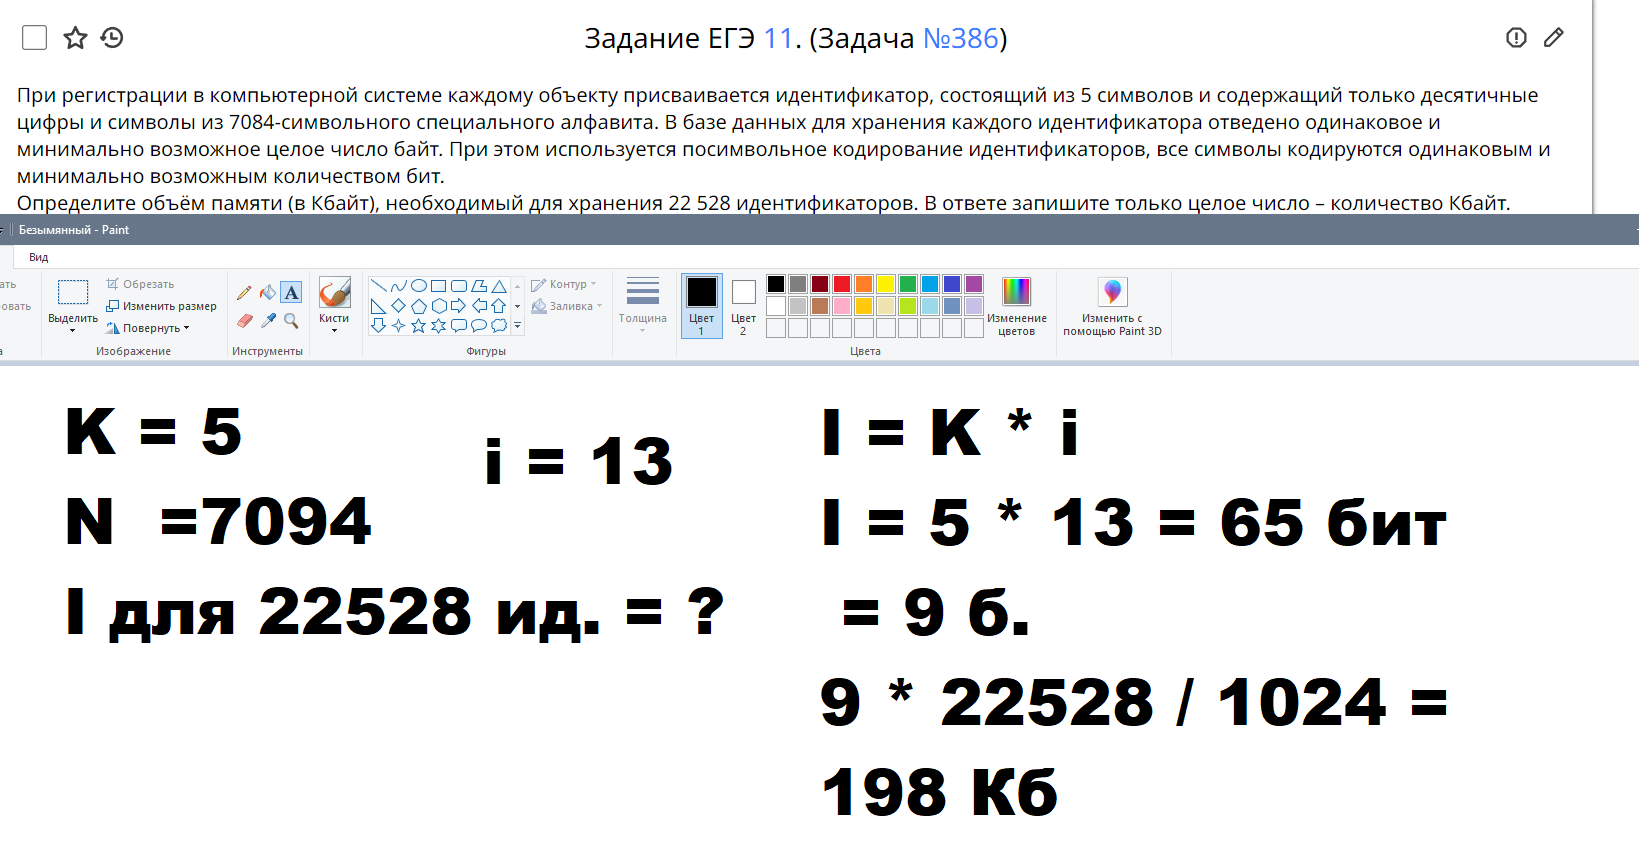 Задание ЕГЭ 11. (Задача №386)
При регистрации в компьютерной системе каждому объекту присваивается идентификатор, состоящий из 5 символов и содержащий только десятичные
цифры и символы из 7084-символьного специального алфавита. В базе данных для хранения каждого идентификатора отведено одинаковое и
минимально возможное целое число байт. При этом используется посимвольное кодирование идентификаторов, все символы кодируются одинаковым и
минимально возможным количеством бит.
Определите объём памяти (в Кбайт), необходимый для хранения 22 528 идентификаторов. В ответе запишите только целое число – количество Кбайт.
Безымянный - Paint
Вид
Выделить
Обрезать
Изменить размер
Повернуть
Изображение
A
Инструменты
Кисти
Фигуры
Контур
Заливка
Толщина
Цвет
1
Цвет
2
Цвета
Изменение
цветов
Изменить с
помощью Paint 3D
K = 5
N =7094
I для 22528 ид. = ?
i = 13
I = K * i
I = 5 * 13 = 65 бит
= 9 б.
9 * 22528 / 1024 =
198 Кб